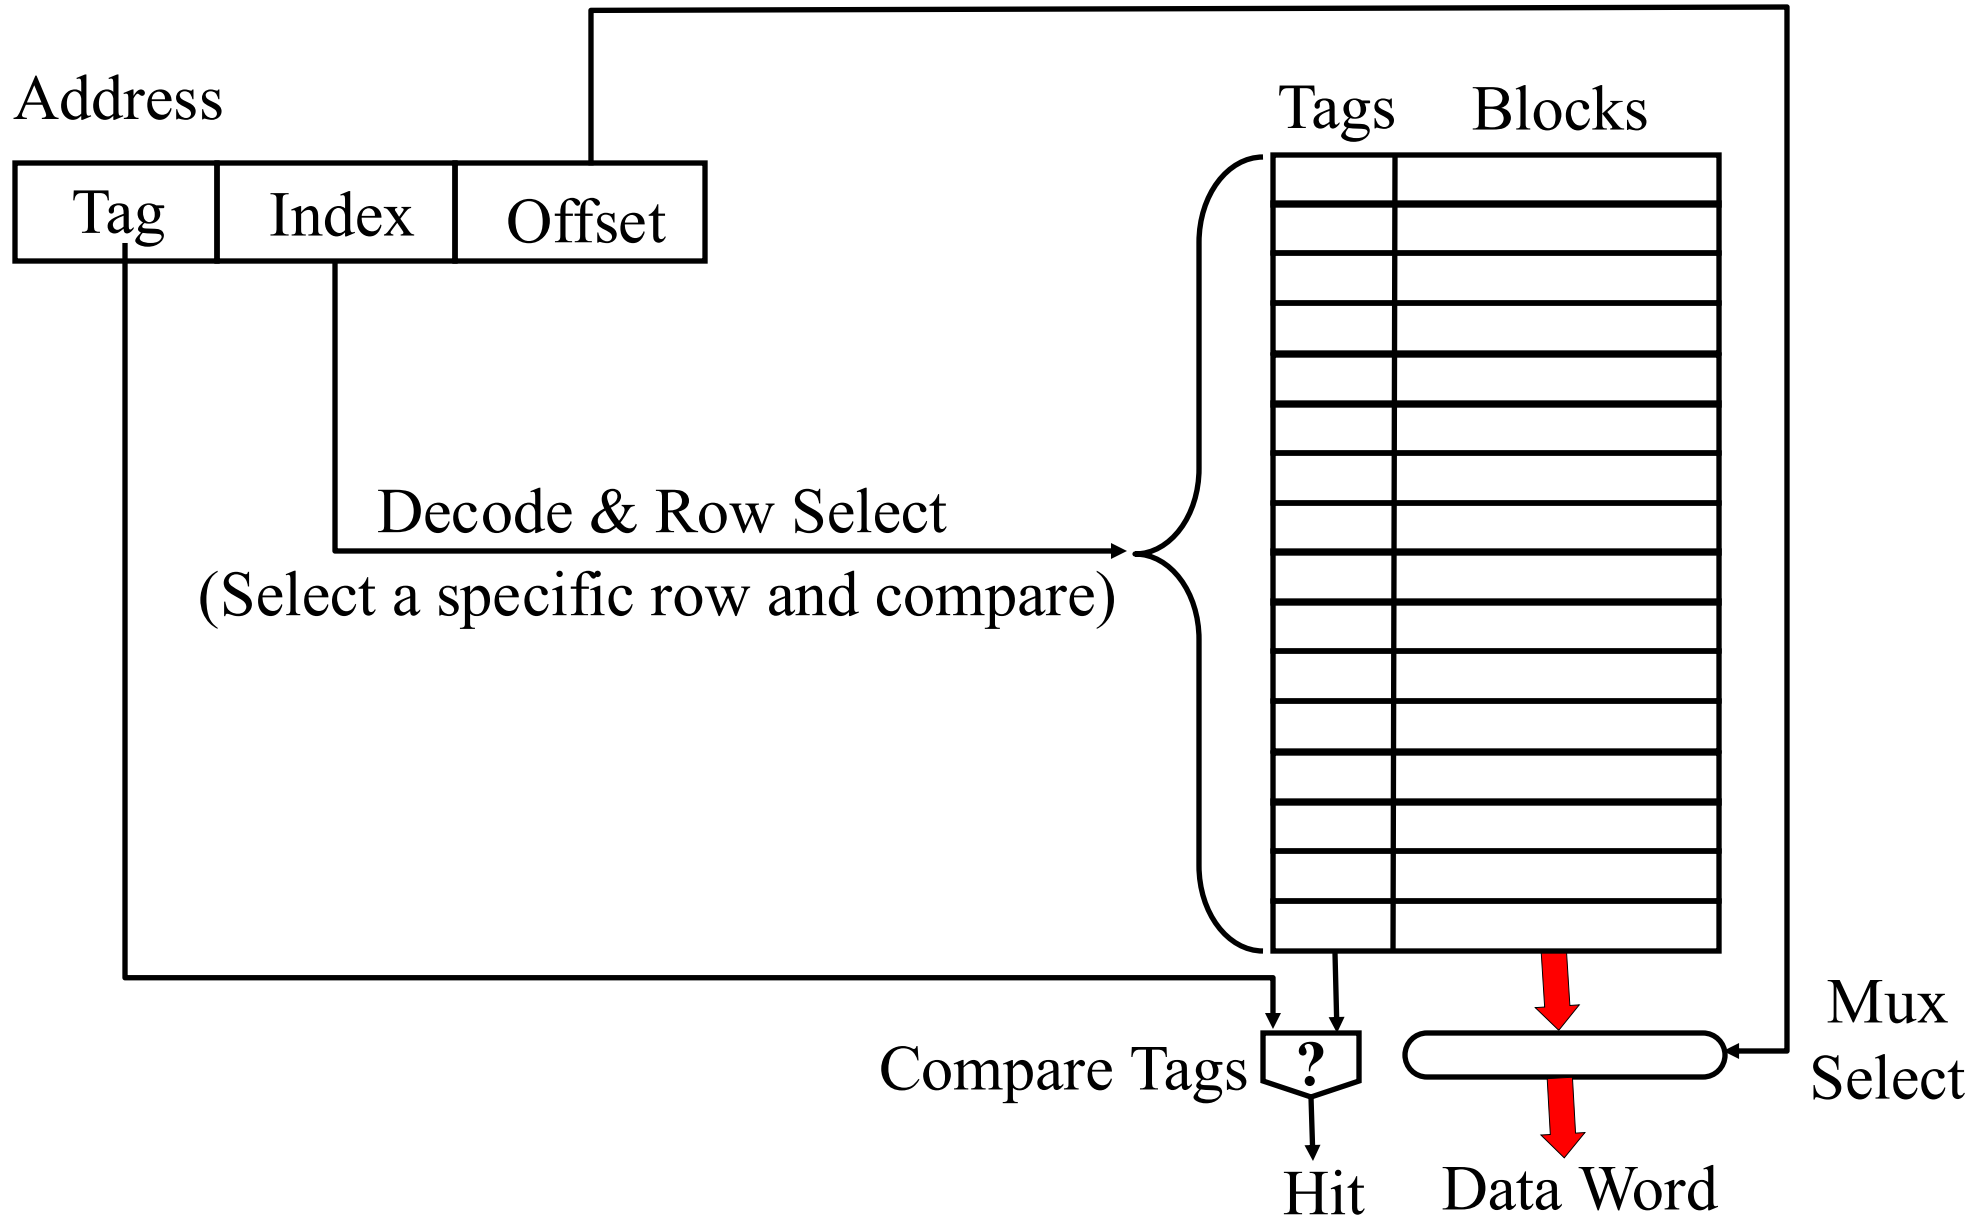 Address
Tag Index Offset
Tags Blocks
Decode & Row Select
(Select a specific row and compare)
Compare Tags
?
Mux
Select
Hit
Data Word